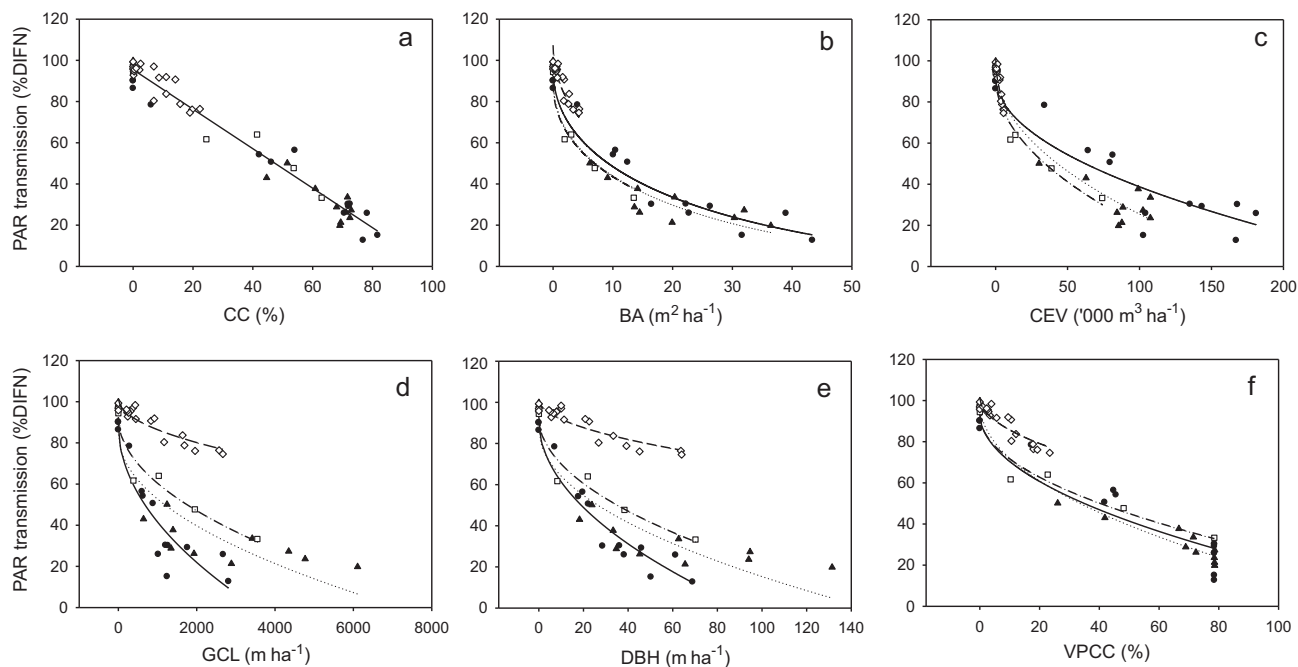 120
100
80
60
40
20
0
PAR transmission (%DIFN)
a
0 20 40 60 80 100
CC (%)
120
100
80
60
40
20
0
b
0 10 20 30 40 50
BA (m² ha⁻¹)
120
100
80
60
40
20
0
c
0 50 100 150 200
CEV ('000 m³ ha⁻¹)
120
100
80
60
40
20
0
PAR transmission (%DIFN)
d
0 2000 4000 6000 8000
GCL (m ha⁻¹)
120
100
80
60
40
20
0
e
0 20 40 60 80 100 120 140
DBH (m ha⁻¹)
120
100
80
60
40
20
0
f
0 20 40 60 80 100
VPCC (%)